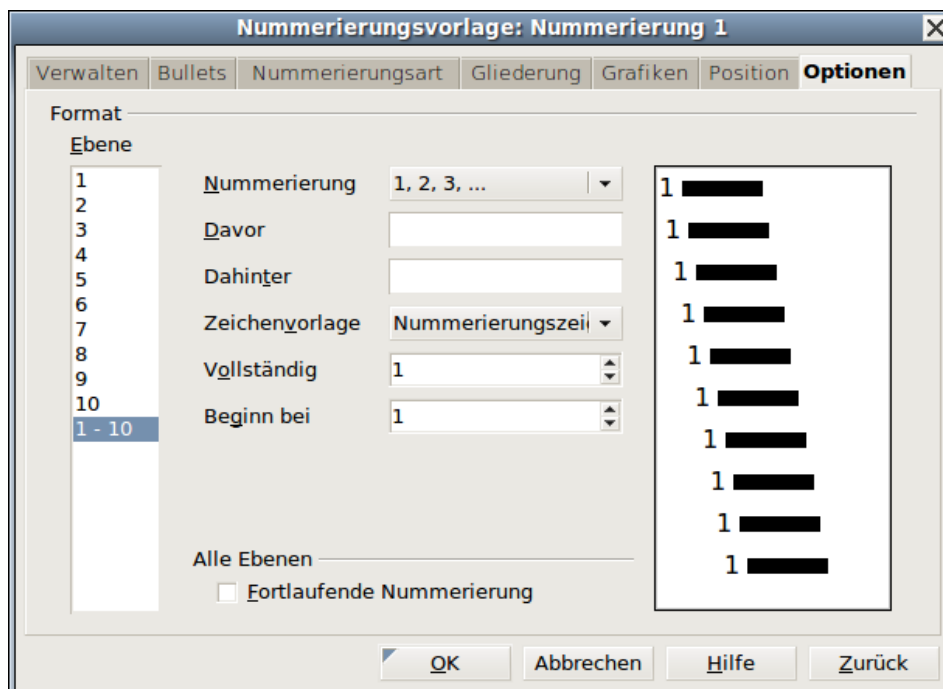 Nummerierungsvorlage: Nummerierung 1
Verwalten Bullets Nummerierungsart Gliederung Grafiken Position Optionen
Format
Ebene
1
2
3
4
5
6
7
8
9
10
1 - 10
Nummerierung 1, 2, 3, ...
Davor
Dahinter
Zeichenvorlage Nummerierungszei
Vollständig 1
Beginn bei 1
Alle Ebenen
Fortlaufende Nummerierung
1
1
1
1
1
1
1
1
1
1
OK Abbrechen Hilfe Zurück